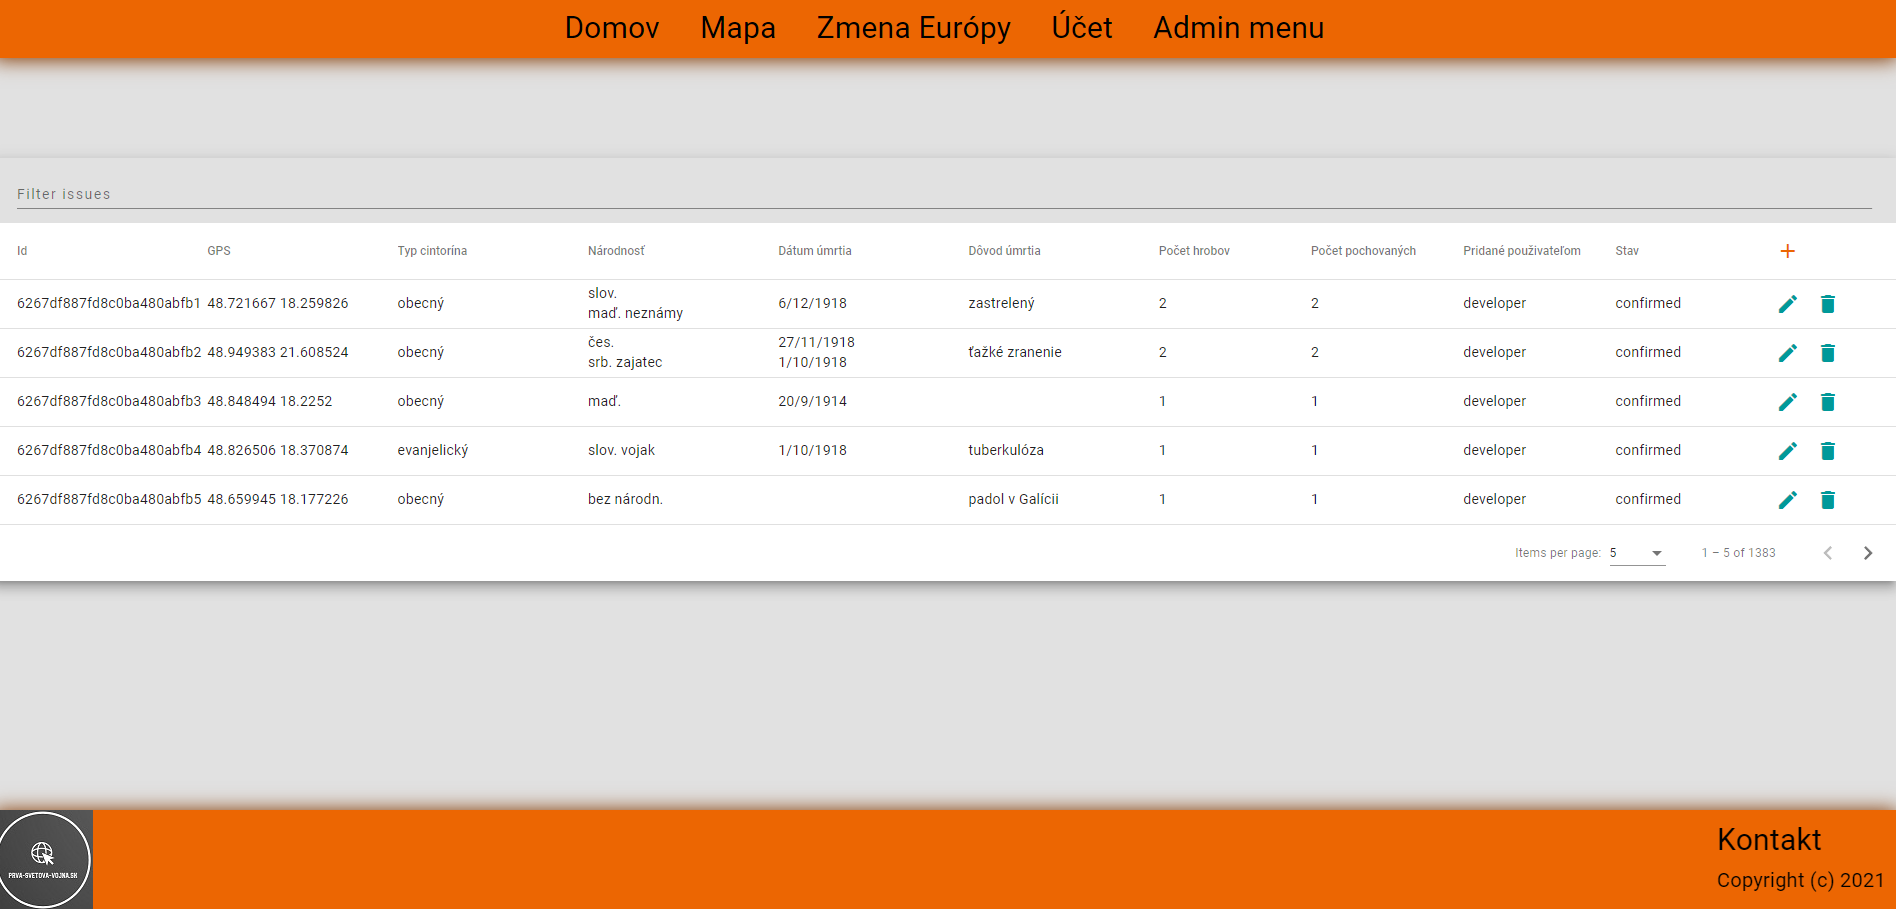 Domov Mapa Zmena Európy Účet Admin menu
Filter issues
Id GPS Typ cintorína Národnosť Dátum úmrtia Dôvod úmrtia Počet hrobov Počet pochovaných Pridané použivateľom Stav +
6267df887fd8c0ba480abfb1 48.721667 18.259826 obecný slov. maď. neznámy 6/12/1918 zastrelený 2 2 developer confirmed
6267df887fd8c0ba480abfb2 48.949383 21.608524 obecný čes. srb. zajatec 27/11/1918 1/10/1918 ťažké zranenie 2 2 developer confirmed
6267df887fd8c0ba480abfb3 48.848494 18.2252 obecný maď. 20/9/1914 1 1 developer confirmed
6267df887fd8c0ba480abfb4 48.826506 18.370874 evanjelický slov. vojak 1/10/1918 tuberkulóza 1 1 developer confirmed
6267df887fd8c0ba480abfb5 48.659945 18.177226 obecný bez národn. padol v Galícii 1 1 developer confirmed
Items per page: 5 1 – 5 of 1383
PRVA-SVETOVA-VOJNA.SK
Kontakt
Copyright (c) 2021